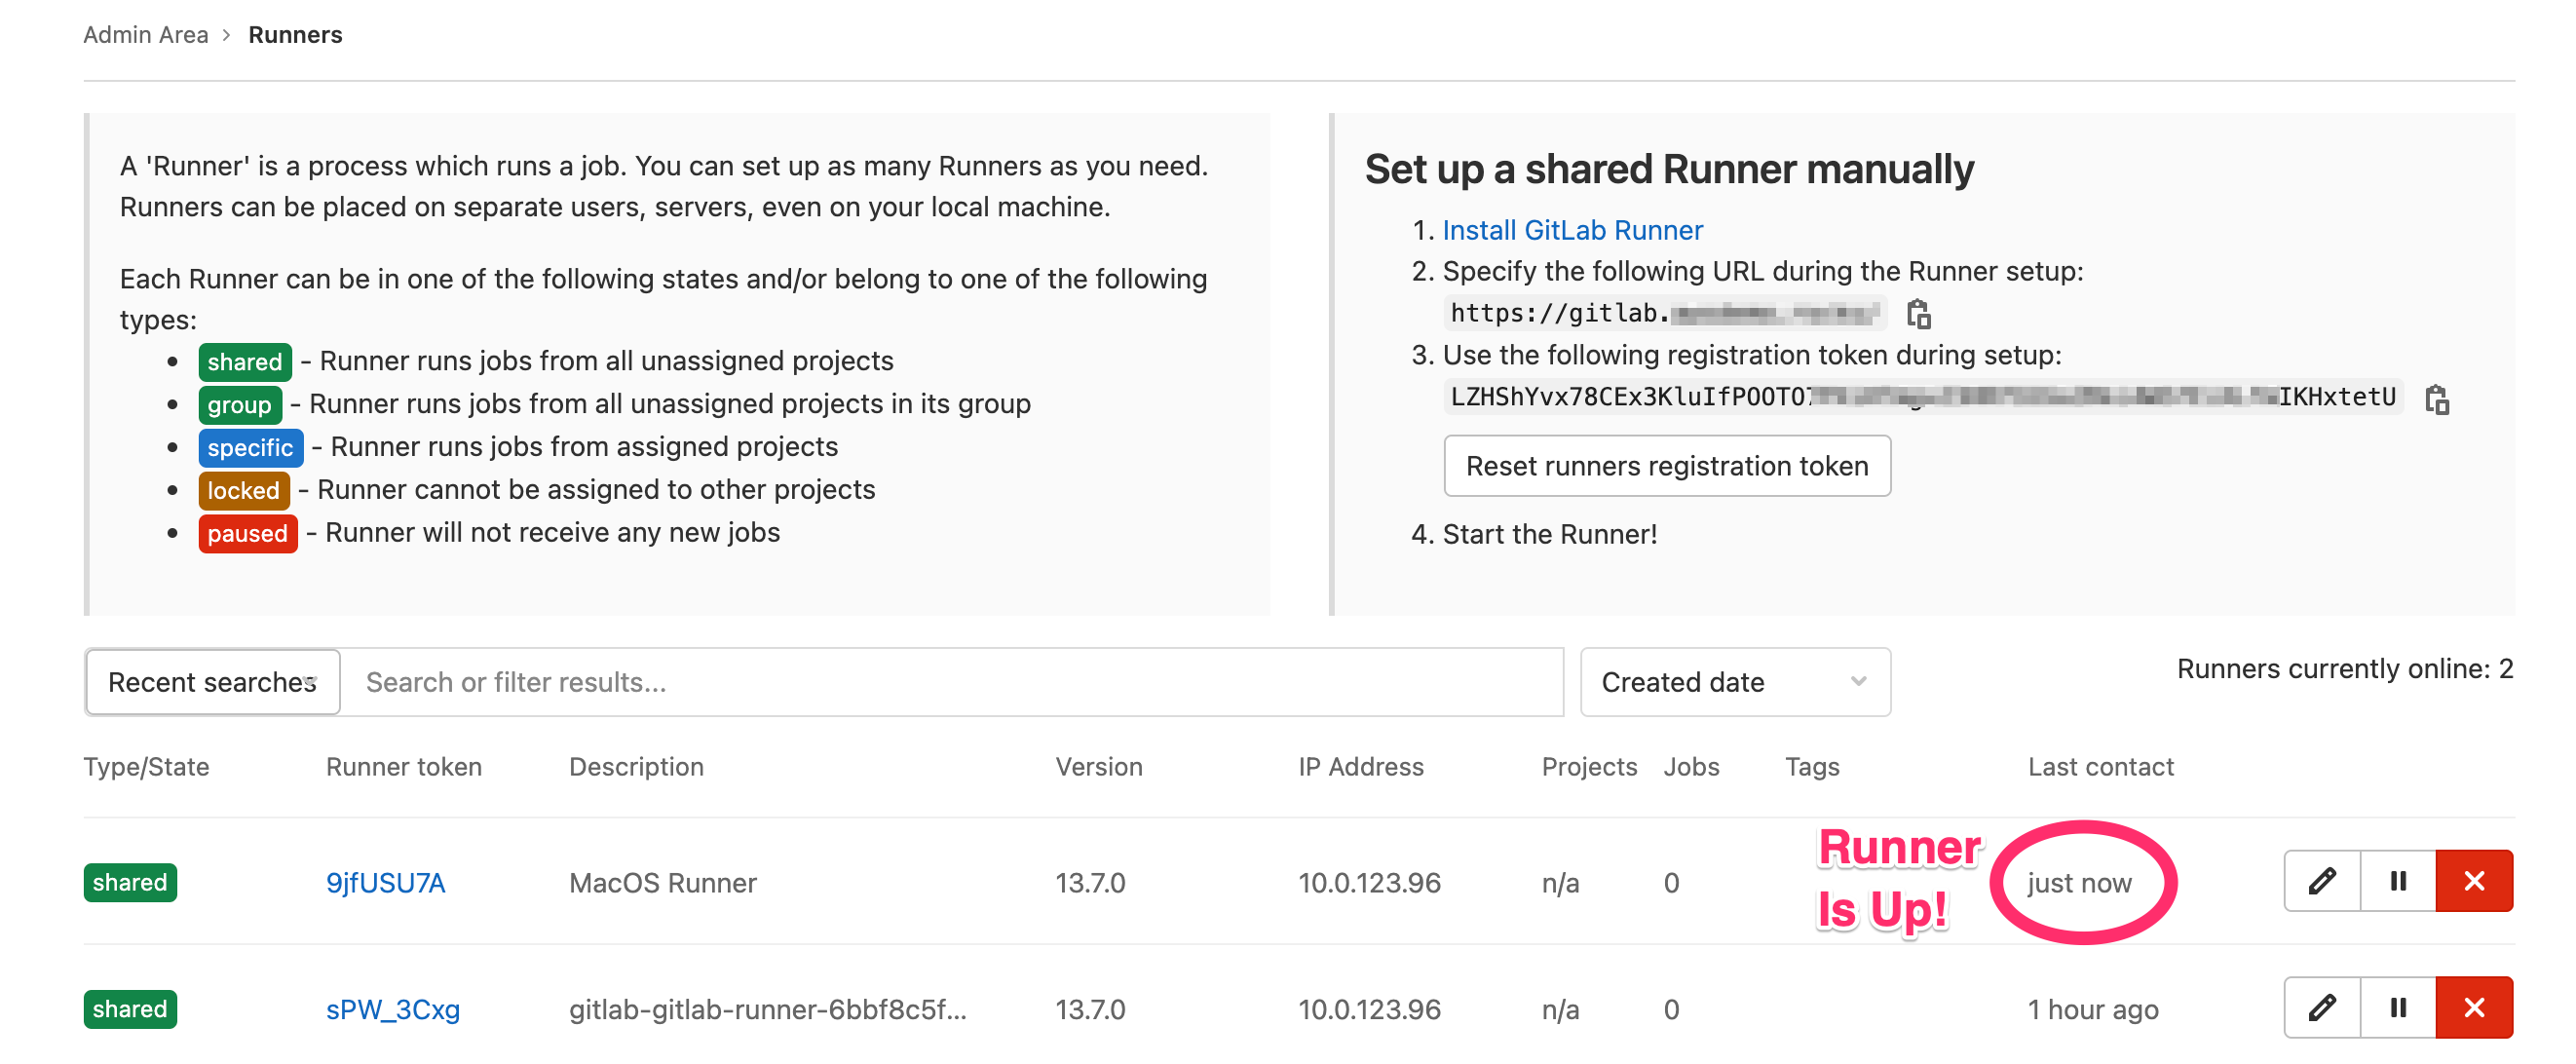 Admin Area › Runners
A 'Runner' is a process which runs a job. You can set up as many Runners as you need.
Runners can be placed on separate users, servers, even on your local machine.
Each Runner can be in one of the following states and/or belong to one of the following
types:
• shared - Runner runs jobs from all unassigned projects
• group - Runner runs jobs from all unassigned projects in its group
• specific - Runner runs jobs from assigned projects
• locked - Runner cannot be assigned to other projects
• paused - Runner will not receive any new jobs
Set up a shared Runner manually
1. Install GitLab Runner
2. Specify the following URL during the Runner setup:
https://gitlab.
3. Use the following registration token during setup:
LZHShYvx78CEx3KluIfPOOTO IKHxtetU
Reset runners registration token
4. Start the Runner!
Recent searches Search or filter results... Created date Runners currently online: 2
Type/State Runner token Description Version IP Address Projects Jobs Tags Last contact
shared 9jfUSU7A MacOS Runner 13.7.0 10.0.123.96 n/a 0 just now
Runner
Is Up!
shared sPW_3Cxg gitlab-gitlab-runner-6bbf8c5f... 13.7.0 10.0.123.96 n/a 0 1 hour ago